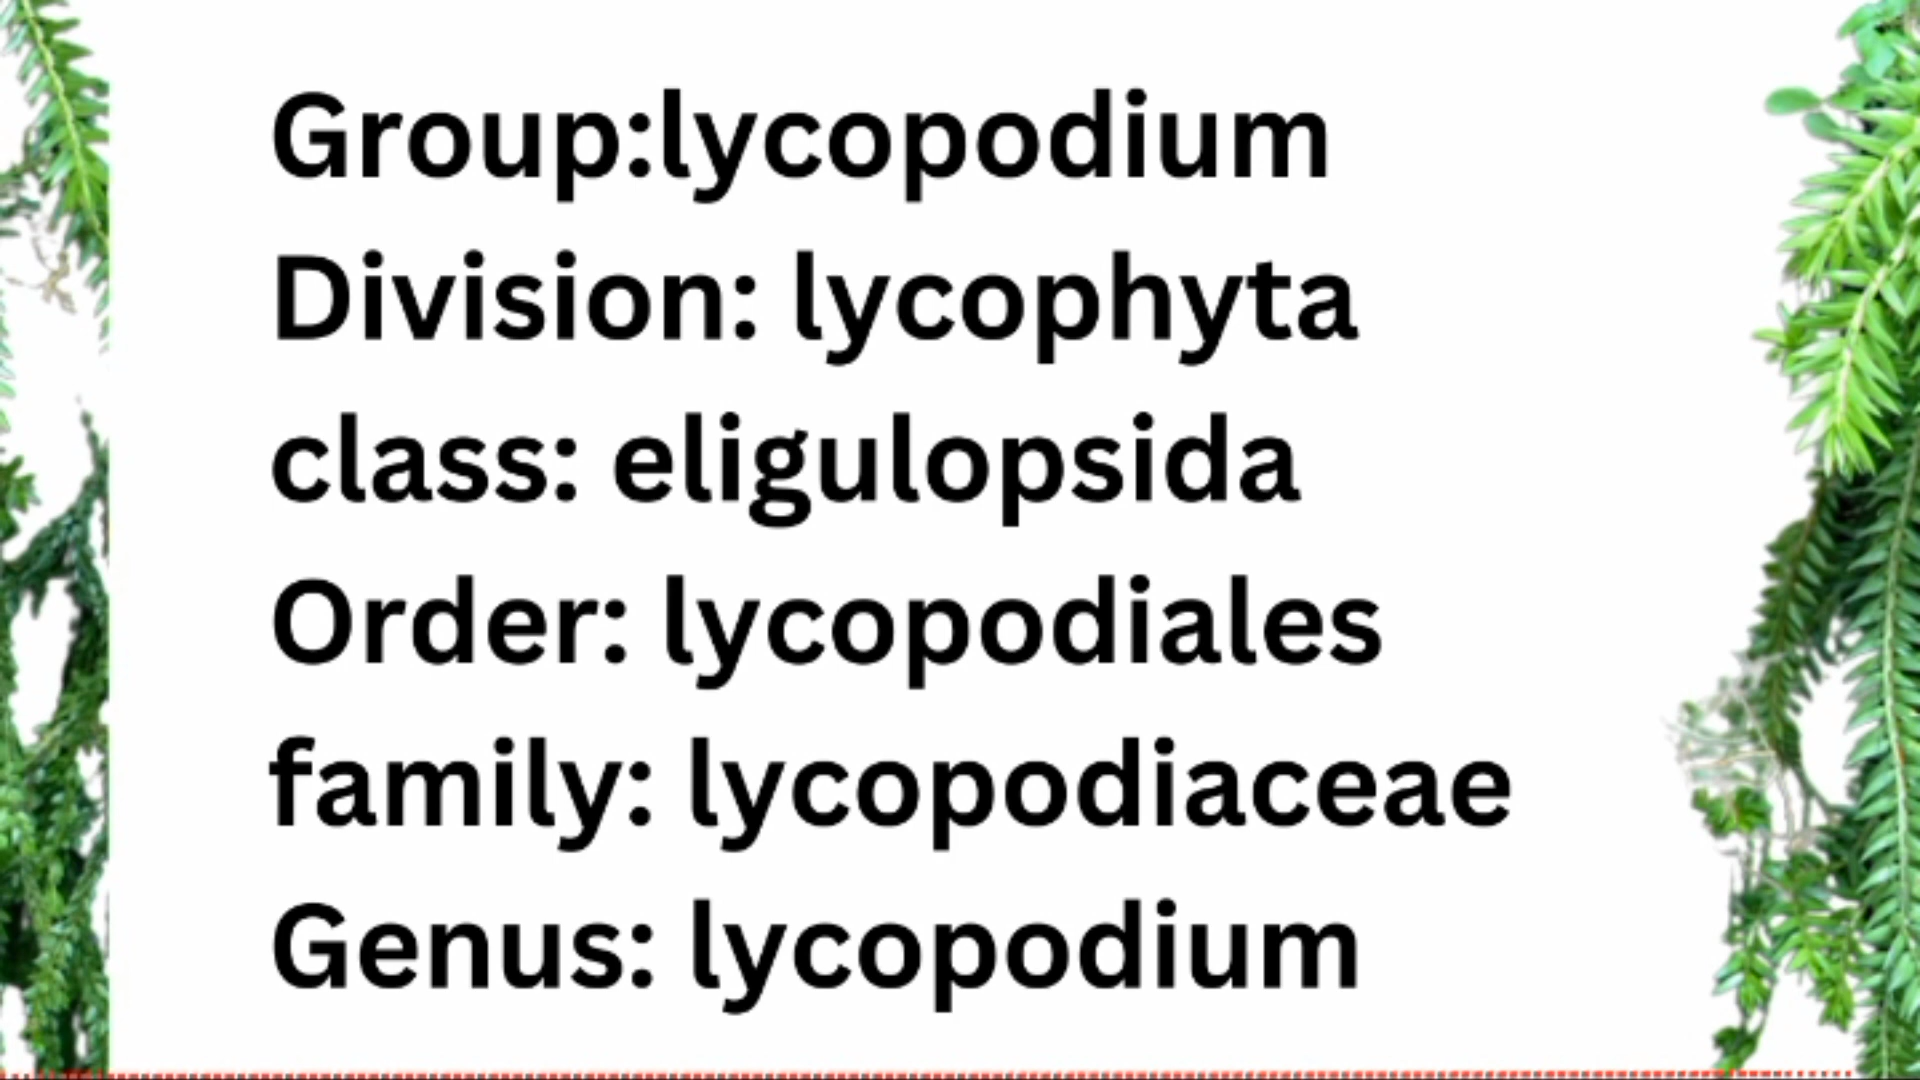 Group:lycopodium
Division: lycophyta
class: eligulopsida
Order: lycopodiales
family: lycopodiaceae
Genus: lycopodium